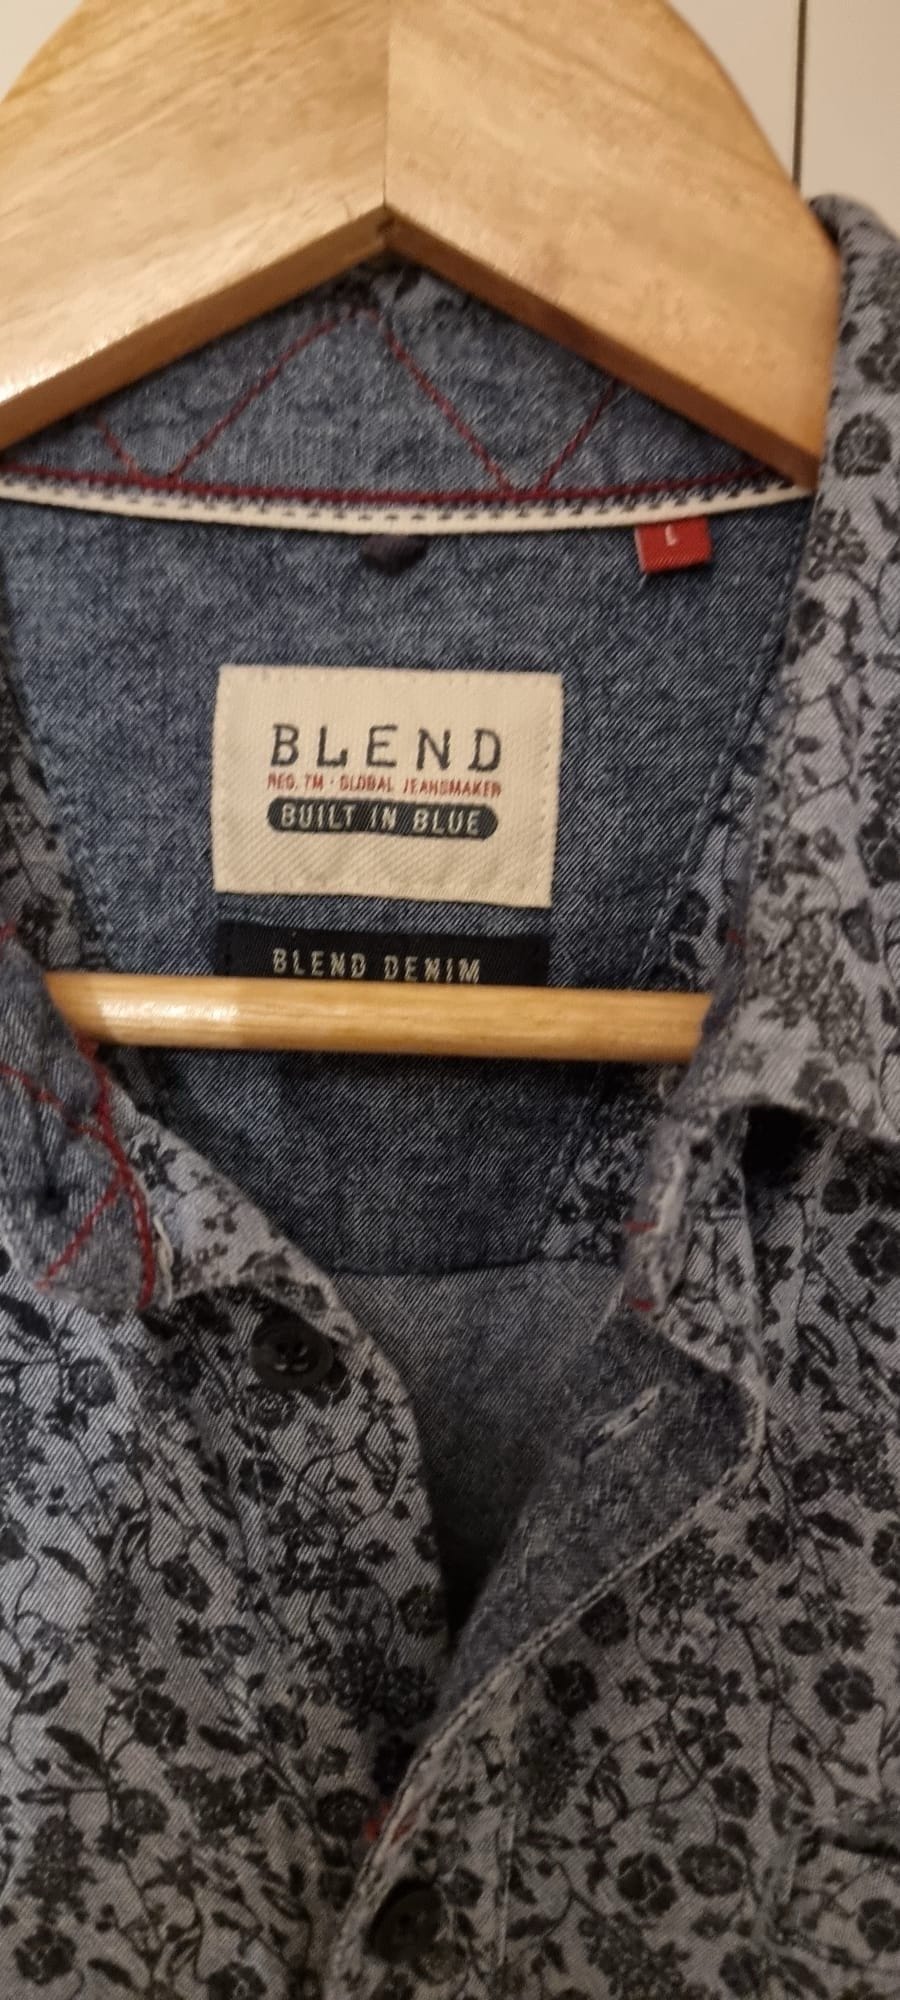 L
BLEND
REG. TM · GLOBAL JEANSMAKER
BUILT IN BLUE
BLEND DENIM